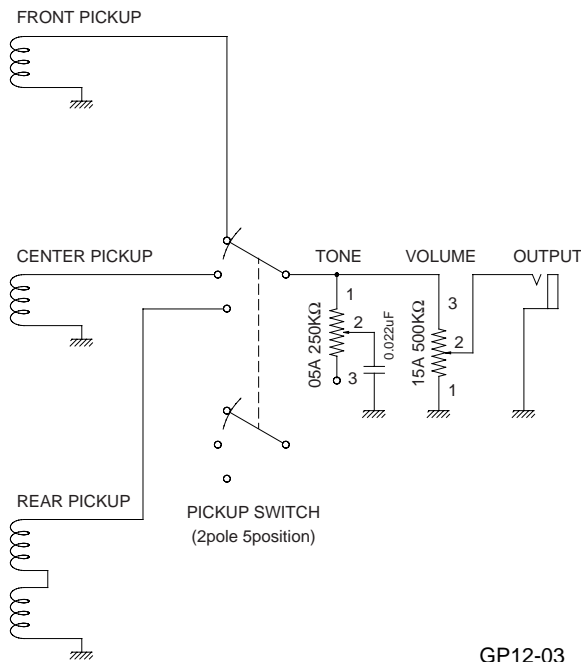 FRONT PICKUP
CENTER PICKUP
TONE
VOLUME
OUTPUT
1
2
3
05A 250KΩ
0.022uF
3
2
1
15A 500KΩ
REAR PICKUP
PICKUP SWITCH
(2pole 5position)
GP12-03